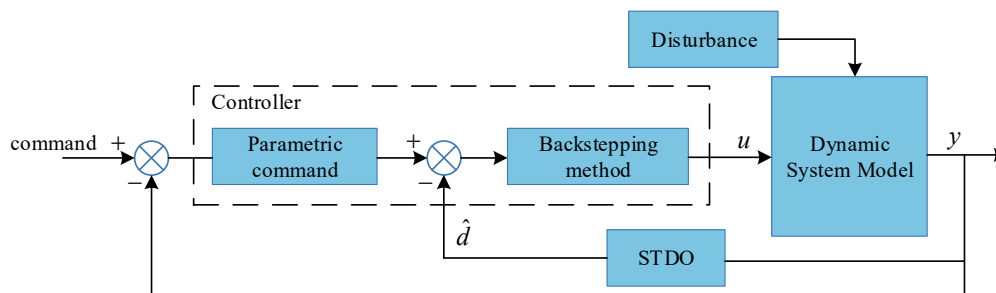 Disturbance
Controller
command
+
−
Parametric
command
+
−
Backstepping
method
u
Dynamic
System Model
y
d̂
STDO